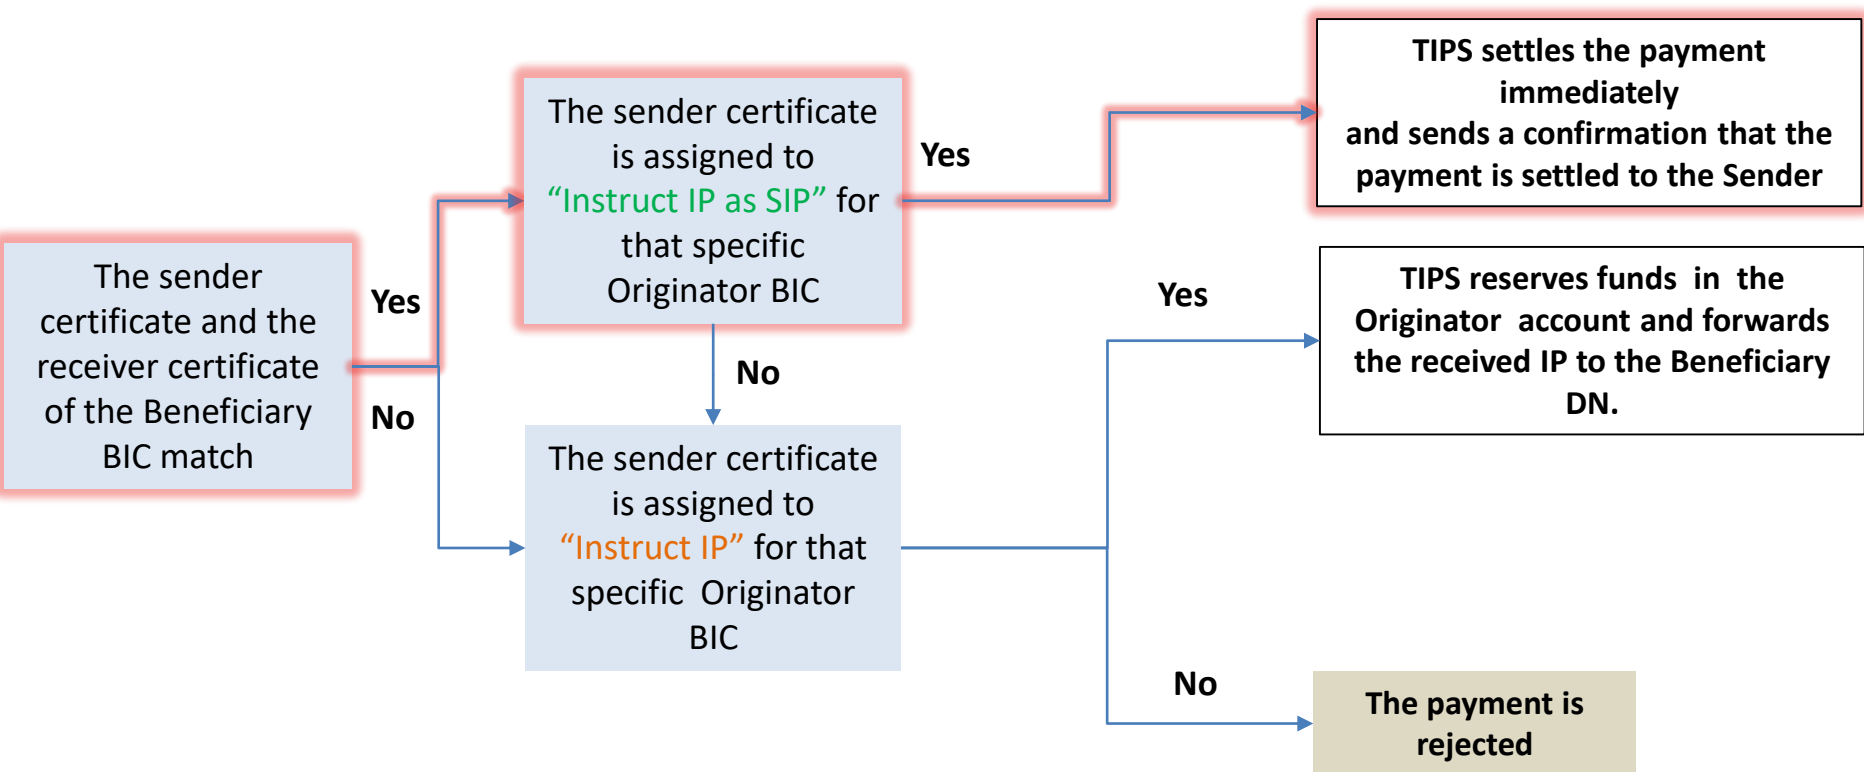 The sender
certificate and the
receiver certificate
of the Beneficiary
BIC match
Yes
No
The sender certificate
is assigned to
“Instruct IP as SIP” for
that specific
Originator BIC
Yes
No
The sender certificate
is assigned to
“Instruct IP” for that
specific Originator
BIC
TIPS settles the payment
immediately
and sends a confirmation that the
payment is settled to the Sender
Yes
TIPS reserves funds in the
Originator account and forwards
the received IP to the Beneficiary
DN.
No
The payment is
rejected